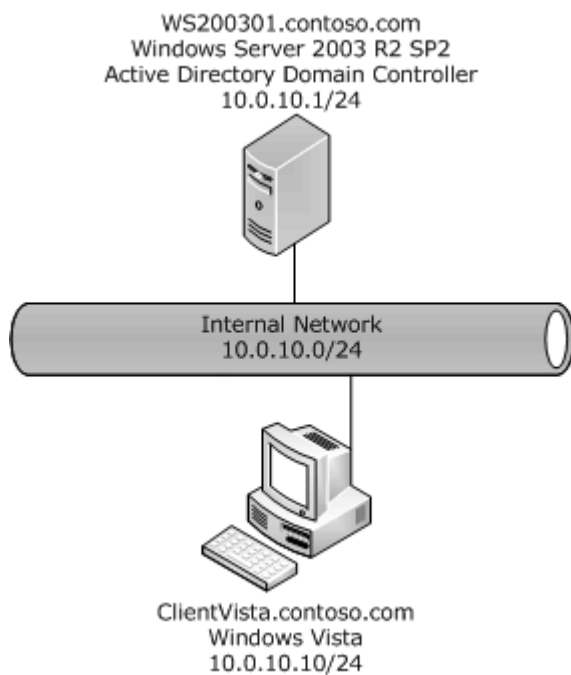 WS200301.contoso.com
Windows Server 2003 R2 SP2
Active Directory Domain Controller
10.0.10.1/24
Internal Network
10.0.10.0/24
ClientVista.contoso.com
Windows Vista
10.0.10.10/24